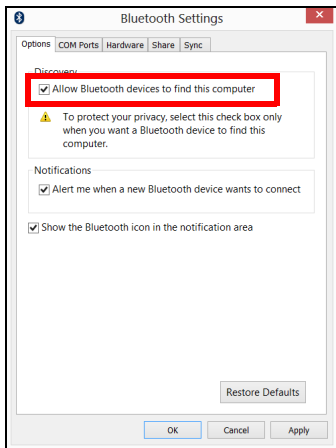 Bluetooth Settings
Options COM Ports Hardware Share Sync
Discovery
Allow Bluetooth devices to find this computer
To protect your privacy, select this check box only
when you want a Bluetooth device to find this
computer.
Notifications
Alert me when a new Bluetooth device wants to connect
Show the Bluetooth icon in the notification area
Restore Defaults
OK Cancel Apply